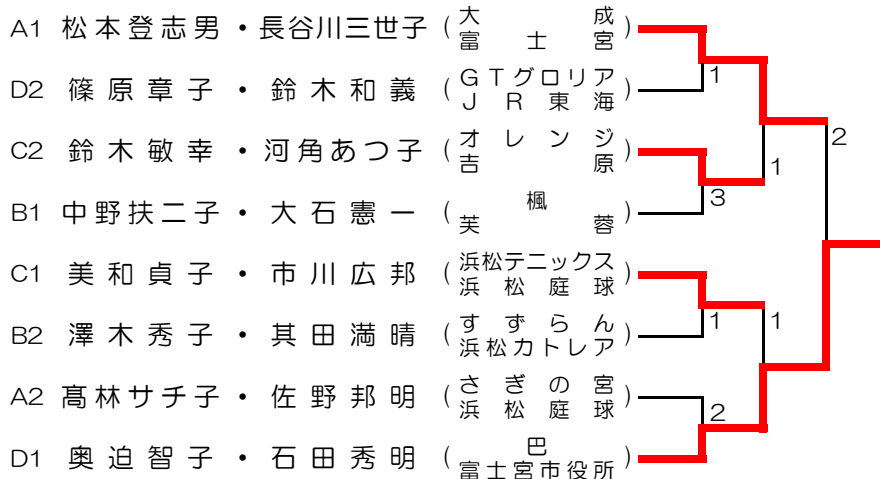 A1 松本登志男・長谷川三世子 (大成 富士宮) 1
D2 篠原章子・鈴木和義 (GTグロリア JR東海)
C2 鈴木敏幸・河角あつ子 (オレンジ 吉原) 1 2
B1 中野扶二子・大石憲一 (楓 芙蓉) 3
C1 美和貞子・市川広邦 (浜松テニックス 浜松庭球)
B2 澤木秀子・其田満晴 (すずらん 浜松カトレア) 1 1
A2 髙林サチ子・佐野邦明 (さぎの宮 浜松庭球) 2
D1 奥迫智子・石田秀明 (巴 富士宮市役所)